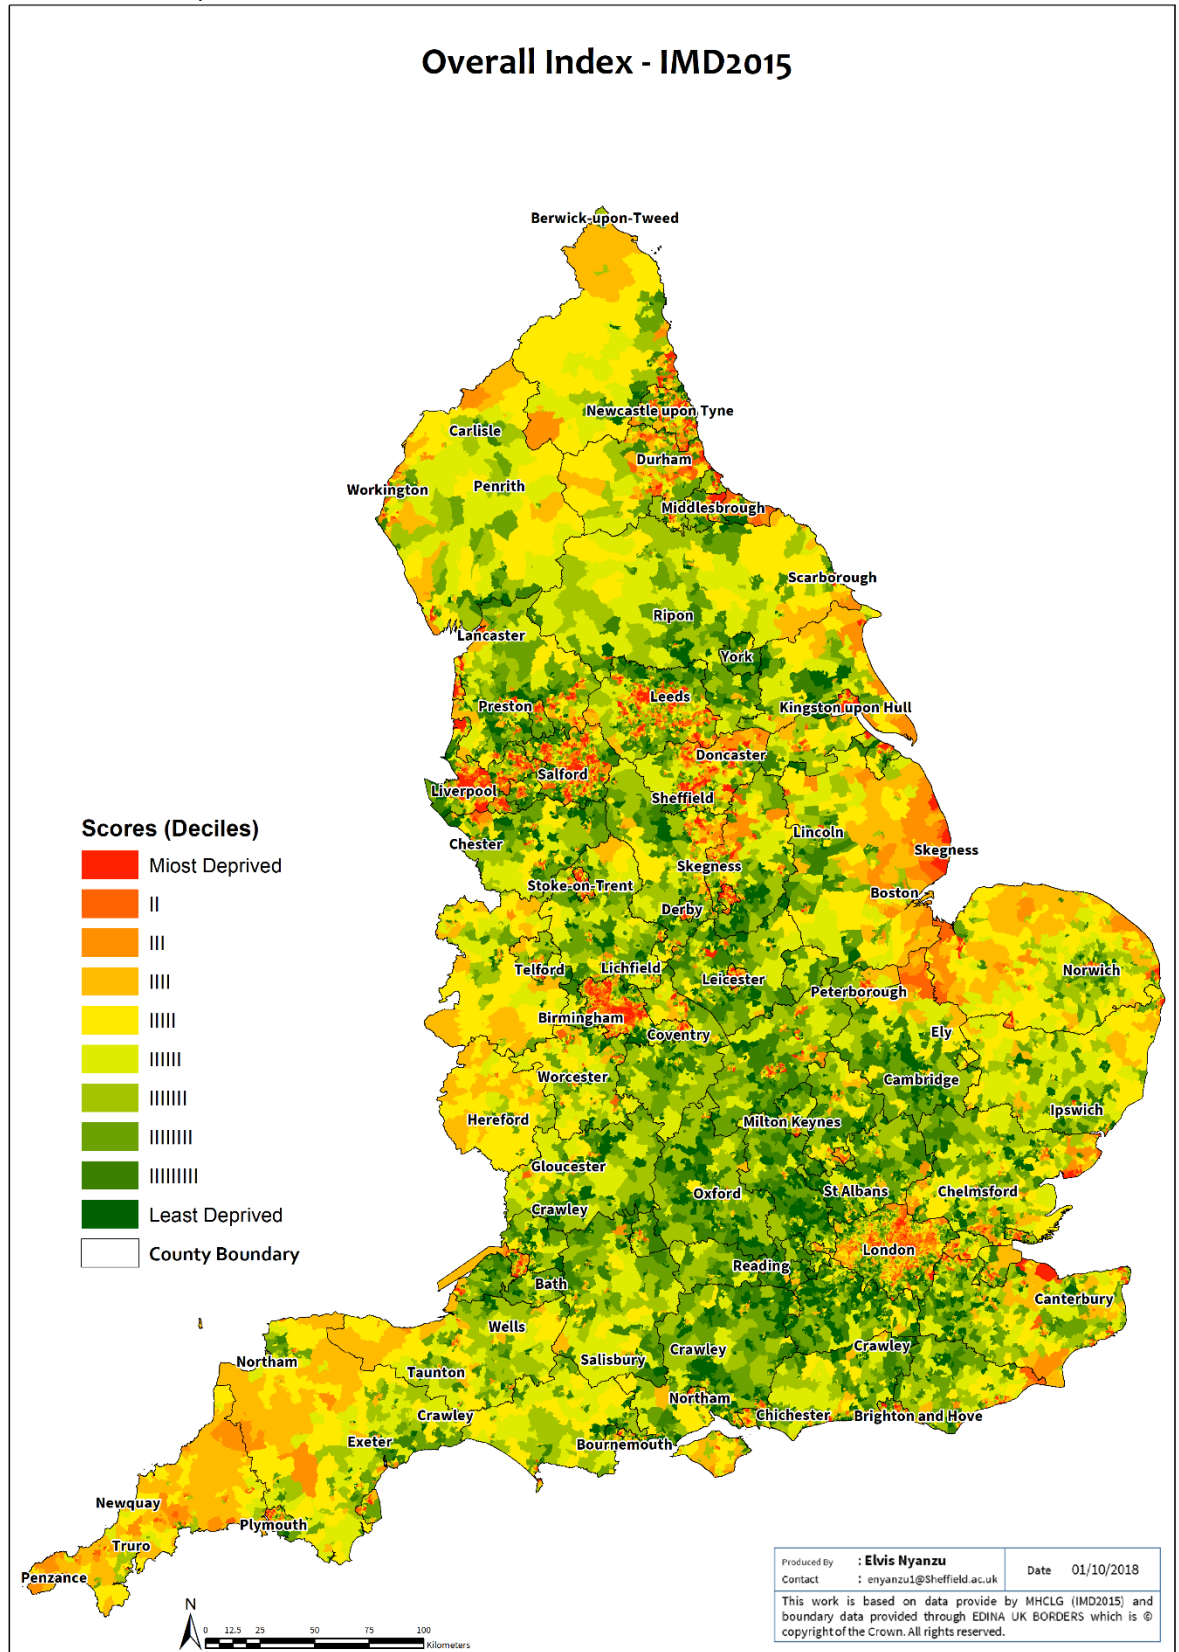 Overall Index - IMD2015
Berwick-upon-Tweed
Newcastle upon Tyne
Carlisle
Durham
Workington
Penrith
Middlesbrough
Scarborough
Ripon
Lancaster
York
Leeds
Preston
Kingston upon Hull
Doncaster
Salford
Liverpool
Sheffield
Scores (Deciles)
Lincoln
Chester
Skegness
Miost Deprived
Skegness
Stoke-on-Trent
Boston
II
Derby
III
Telford
Lichfield
Leicester
Norwich
IIII
Peterborough
Birmingham
IIIII
Coventry
Ely
IIIIII
Worcester
Cambridge
IIIIIII
Hereford
Milton Keynes
Ipswich
IIIIIIII
Gloucester
IIIIIIIII
Oxford
St Albans
Chelmsford
Least Deprived
Crawley
County Boundary
London
Reading
Bath
Canterbury
Wells
Crawley
Crawley
Northam
Salisbury
Taunton
Northam
Crawley
Chichester
Brighton and Hove
Exeter
Bournemouth
Newquay
Plymouth
Truro
Penzance
Produced By : Elvis Nyanzu
Date 01/10/2018
Contact : enyanzu1@Sheffield.ac.uk
This work is based on data provide by MHCLG (IMD2015) and
boundary data provided through EDINA UK BORDERS which is ©
copyright of the Crown. All rights reserved.
N
0 12.5 25 50 75 100
Kilometers